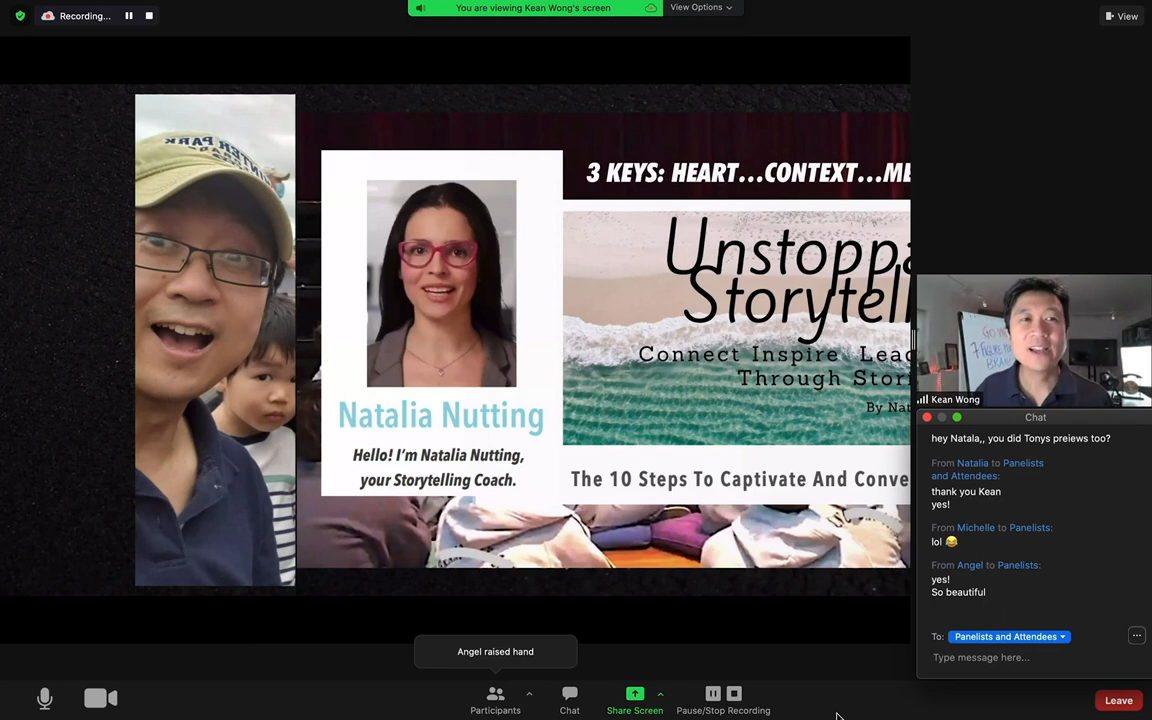 Recording...
You are viewing Kean Wong's screen
View Options
View
3 KEYS: HEART...CONTEXT...ME
Unstoppa
Storytell
Connect Inspire Lead
Through Stor
By Nat
Natalia Nutting
Hello! I'm Natalia Nutting,
your Storytelling Coach.
The 10 Steps To Captivate And Conve
Kean Wong
Chat
hey Natala,, you did Tonys preiews too?
From Natalia to Panelists
and Attendees:
thank you Kean
yes!
From Michelle to Panelists:
lol 😂
From Angel to Panelists:
yes!
So beautiful
To: Panelists and Attendees
Type message here...
Angel raised hand
Participants
Chat
Share Screen
Pause/Stop Recording
Leave